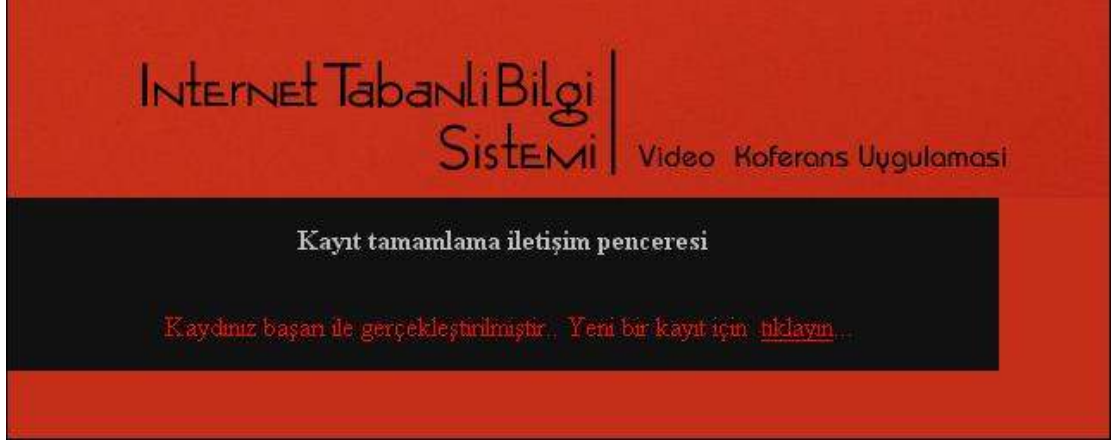 Internet Tabanli Bilgi
Sistemi
Video Koferans Uygulamasi
Kayıt tamamlama iletişim penceresi
Kaydınız başarı ile gerçekleştirilmiştir.. Yeni bir kayıt için tıklayın...